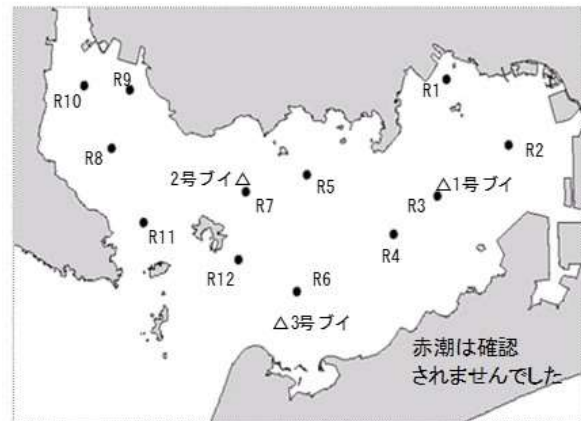 R9
R10
R1
R8
R2
2号ブイ△
R5
△1号ブイ
R7
R3
R11
R4
R12
R6
△3号ブイ
赤潮は確認
されませんでした